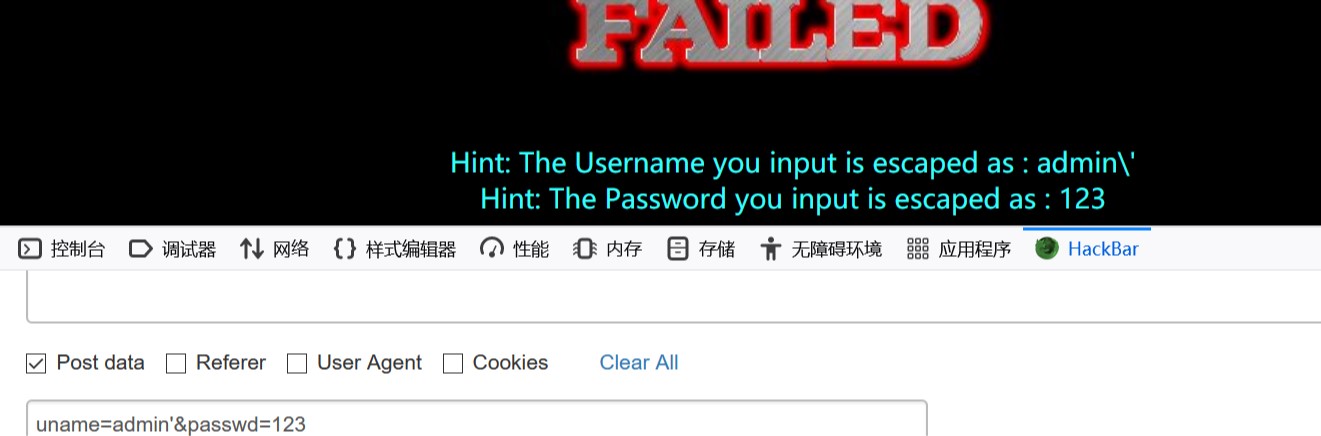 FAILED
Hint: The Username you input is escaped as : admin\'
Hint: The Password you input is escaped as : 123
控制台 调试器 网络 样式编辑器 性能 内存 存储 无障碍环境 应用程序 HackBar
Post data Referer User Agent Cookies Clear All
uname=admin'&passwd=123